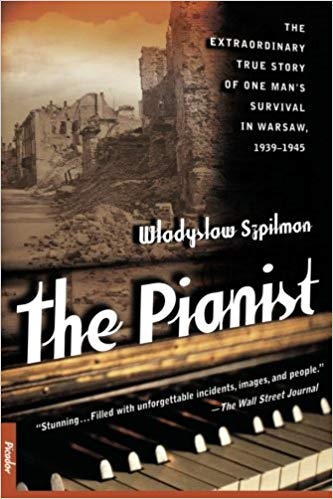 THE
EXTRAORDINARY
TRUE STORY
OF ONE MAN'S
SURVIVAL
IN WARSAW,
1939–1945
Władysław Szpilman
The Pianist
“Stunning...Filled with unforgettable incidents, images, and people.”
—The Wall Street Journal
Picador